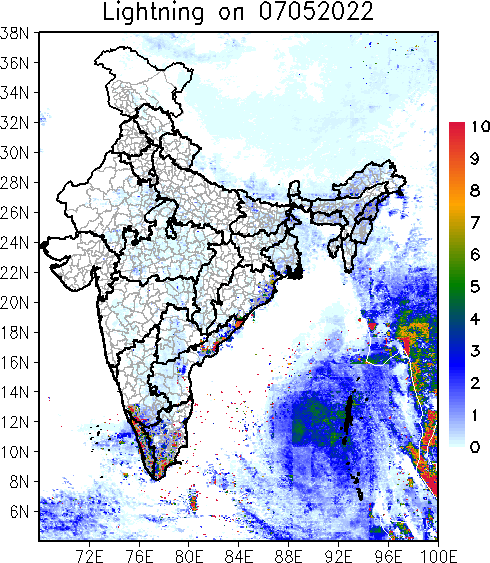 Lightning on 07052022
38N
36N
34N
32N
30N
28N
26N
24N
22N
20N
18N
16N
14N
12N
10N
8N
6N
72E 76E 80E 84E 88E 92E 96E 100E
10
9
8
7
6
5
4
3
2
1
0